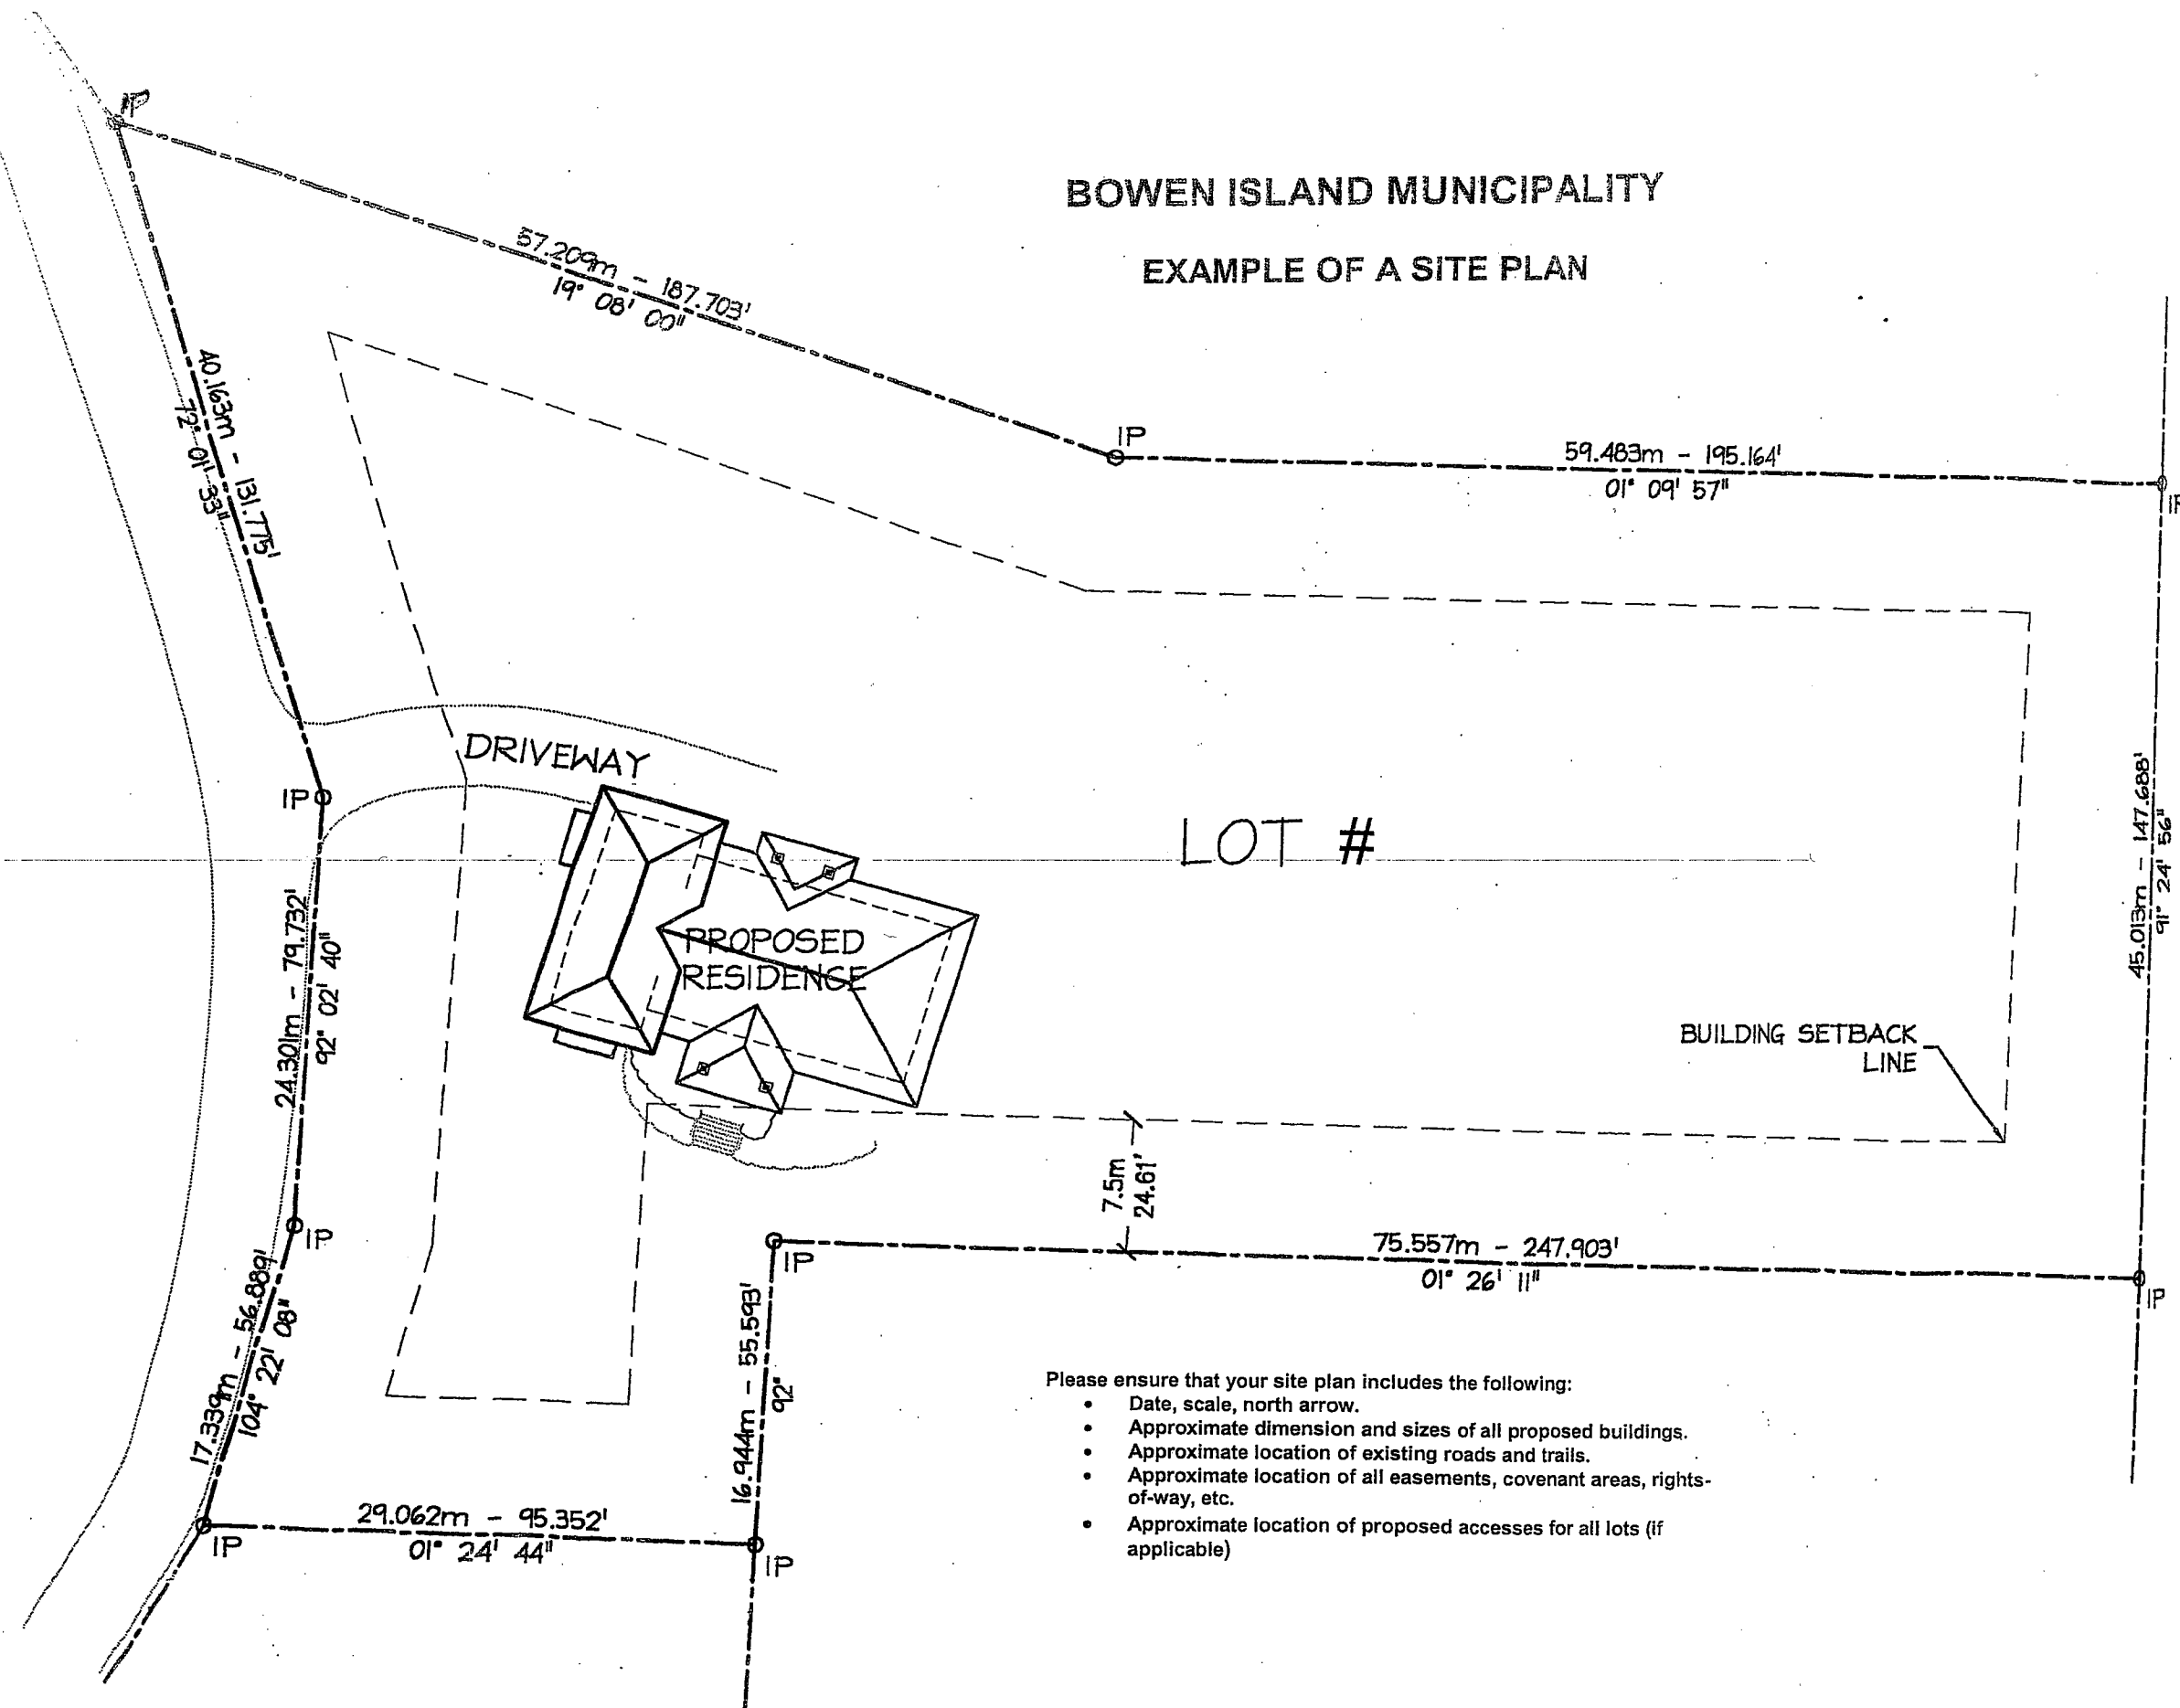 IP
BOWEN ISLAND MUNICIPALITY
EXAMPLE OF A SITE PLAN
57.209m - 187.703'
19° 08' 00"
40.163m - 131.775'
72° 01' 33"
IP
59.483m - 195.164'
01° 09' 57"
IP
DRIVEWAY
IP
LOT #
45.013m - 147.688'
91° 24' 56"
24.301m - 79.732'
92° 02' 40"
PROPOSED
RESIDENCE
BUILDING SETBACK
LINE
7.5m
24.61'
IP
IP
75.557m - 247.903'
01° 26' 11"
IP
17.339m - 56.889'
104° 22' 08"
16.944m - 55.593'
92°
Please ensure that your site plan includes the following:
• Date, scale, north arrow.
• Approximate dimension and sizes of all proposed buildings.
• Approximate location of existing roads and trails.
• Approximate location of all easements, covenant areas, rights-
of-way, etc.
• Approximate location of proposed accesses for all lots (if
applicable)
29.062m - 95.352'
01° 24' 44"
IP
IP